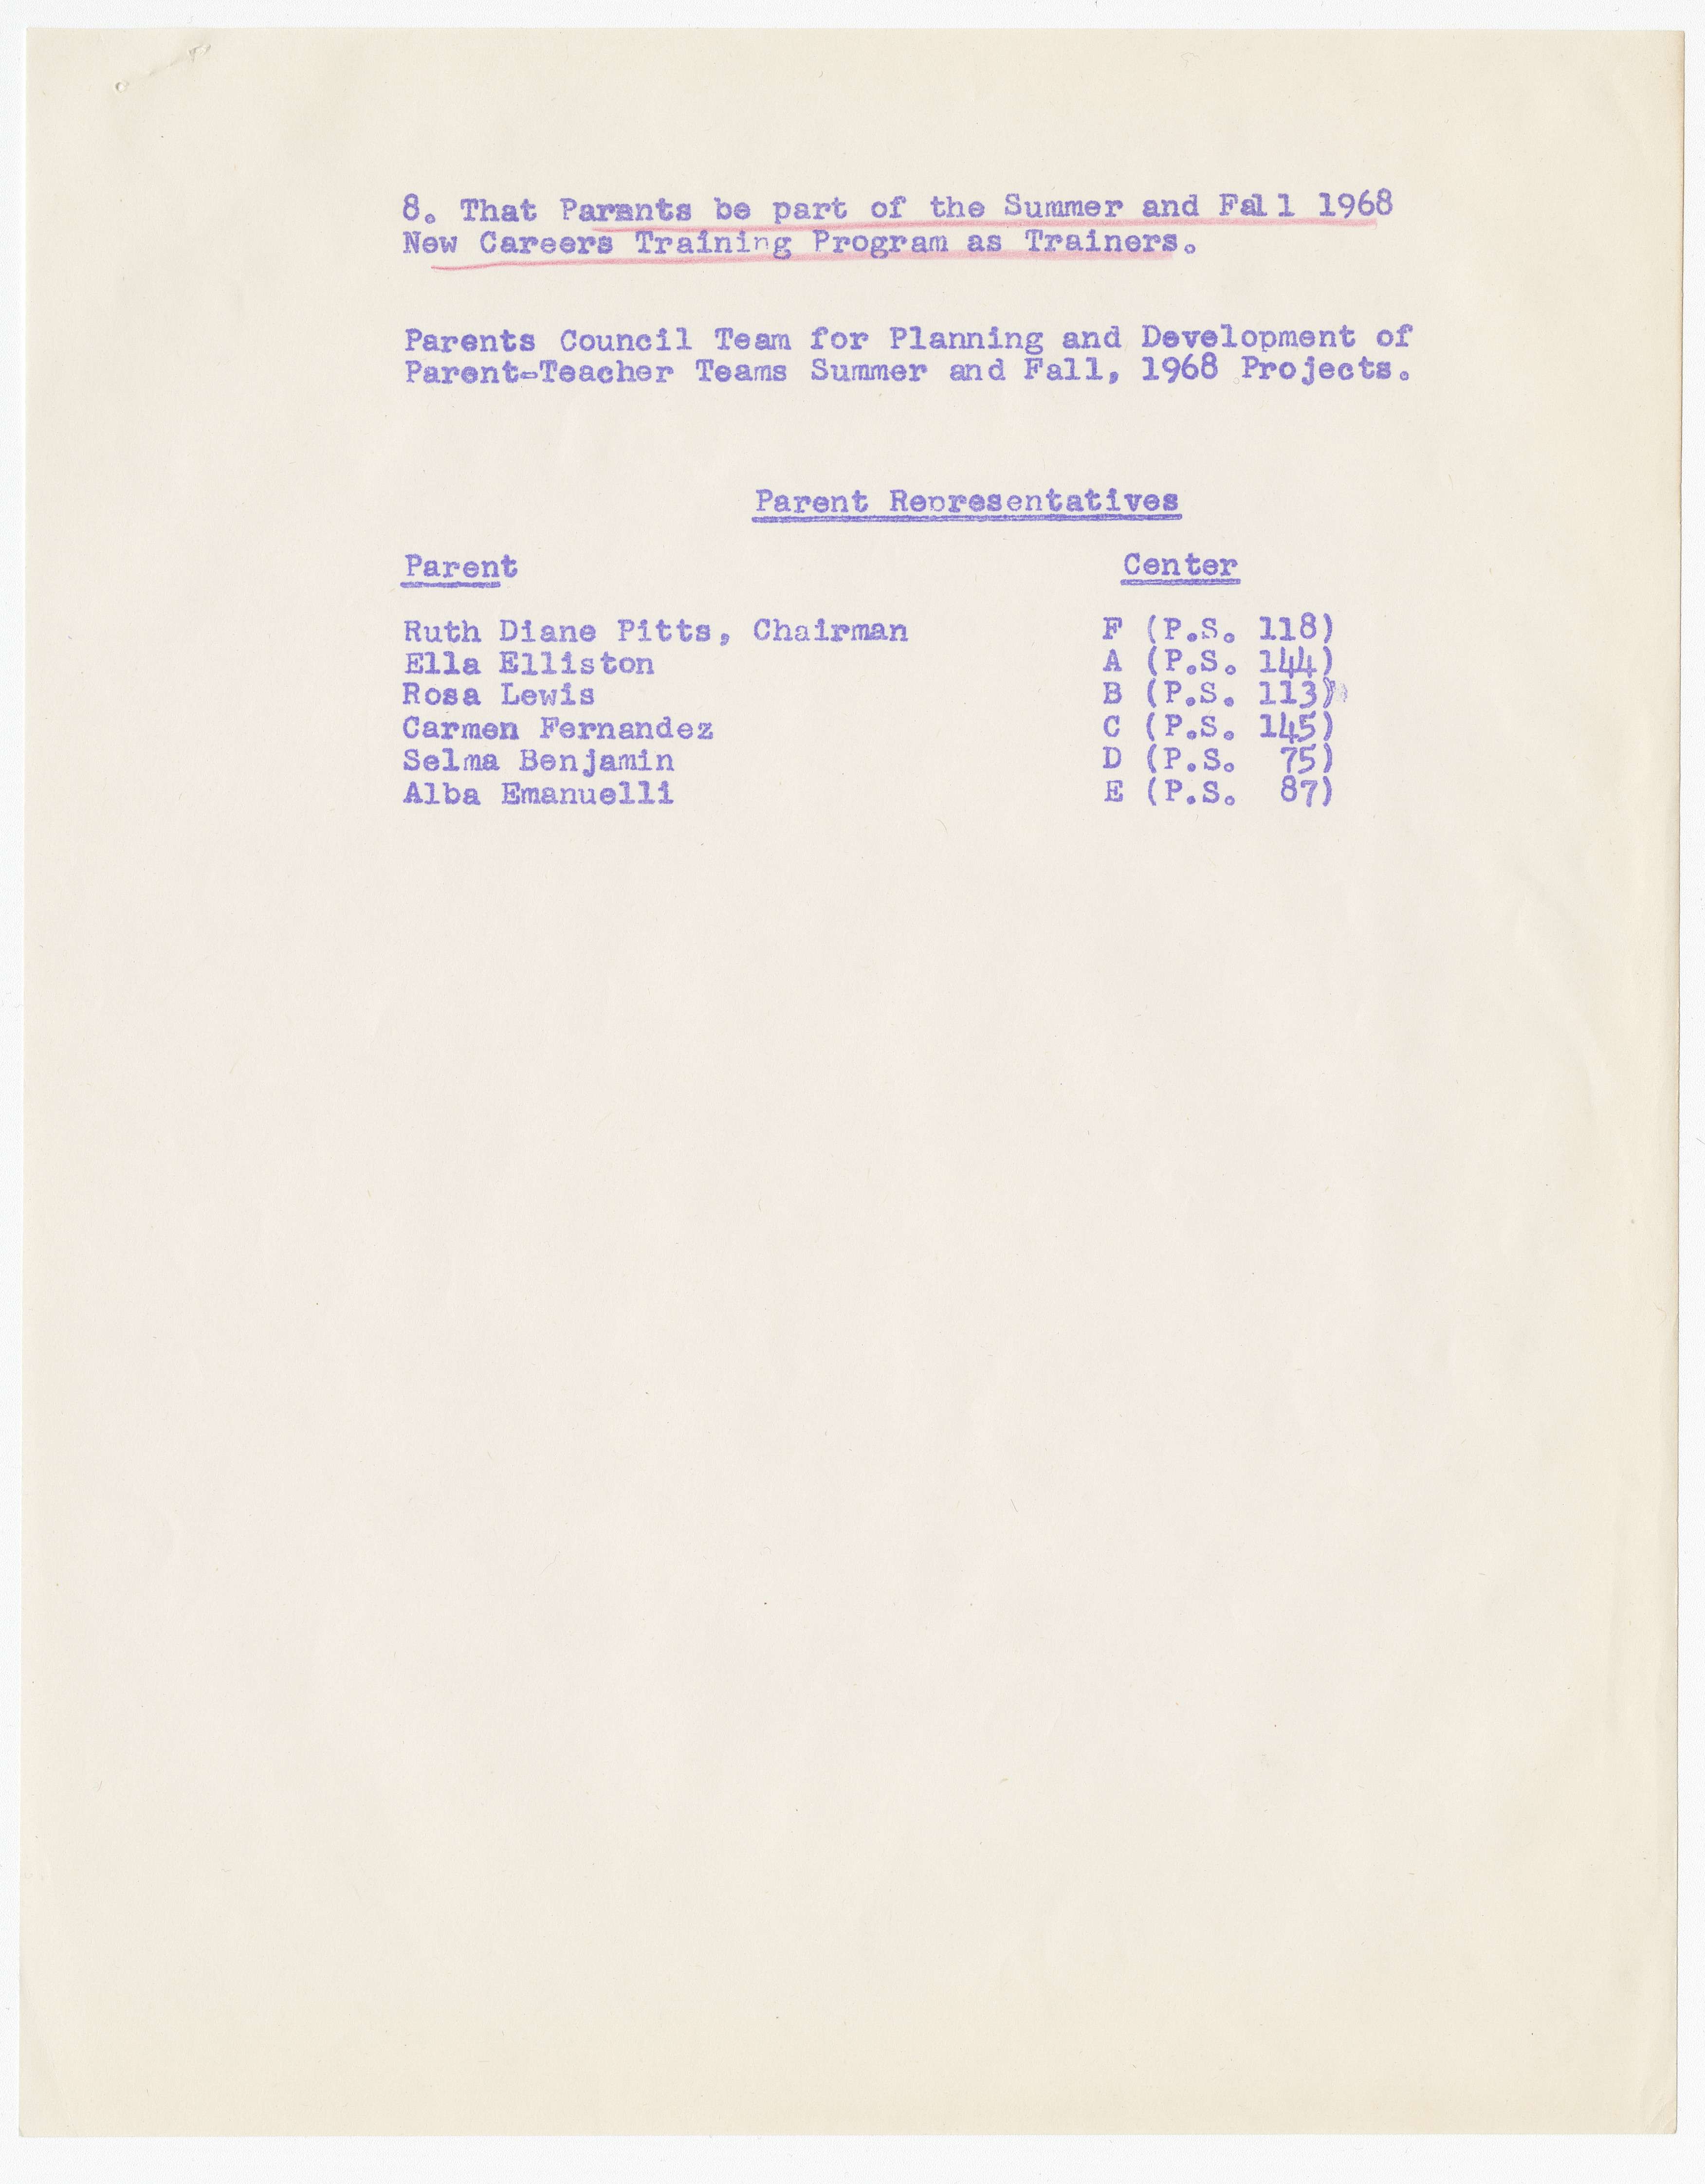 8. That Parents be part of the Summer and Fall 1968
New Careers Training Program as Trainers.
Parents Council Team for Planning and Development of
Parent-Teacher Teams Summer and Fall, 1968 Projects.
Parent Representatives
Parent Center
Ruth Diane Pitts, Chairman F (P.S. 118)
Ella Elliston A (P.S. 144)
Rosa Lewis B (P.S. 113)
Carmen Fernandez C (P.S. 145)
Selma Benjamin D (P.S. 75)
Alba Emanuelli E (P.S. 87)